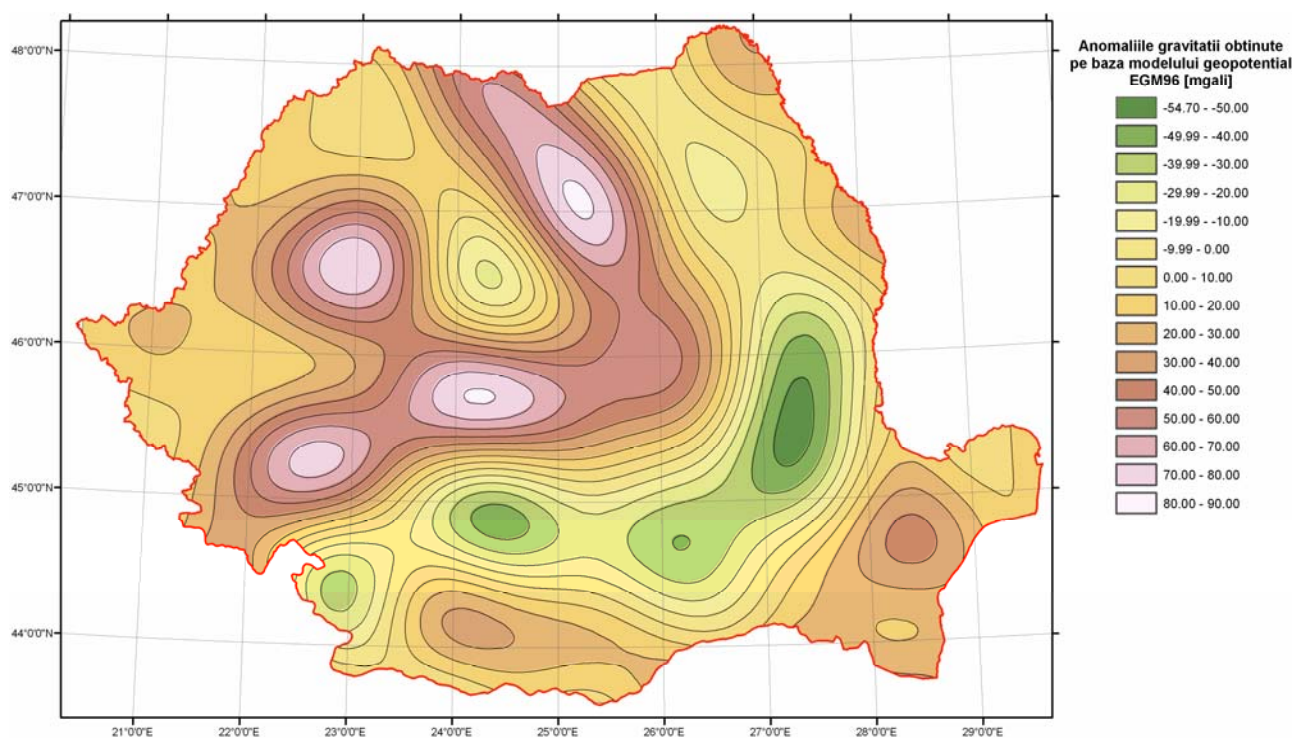 48°0'0"N
47°0'0"N
46°0'0"N
45°0'0"N
44°0'0"N
21°0'0"E 22°0'0"E 23°0'0"E 24°0'0"E 25°0'0"E 26°0'0"E 27°0'0"E 28°0'0"E 29°0'0"E
Anomaliile gravitatii obtinute
pe baza modelului geopotential
EGM96 [mgali]
-54.70 - -50.00
-49.99 - -40.00
-39.99 - -30.00
-29.99 - -20.00
-19.99 - -10.00
-9.99 - 0.00
0.00 - 10.00
10.00 - 20.00
20.00 - 30.00
30.00 - 40.00
40.00 - 50.00
50.00 - 60.00
60.00 - 70.00
70.00 - 80.00
80.00 - 90.00